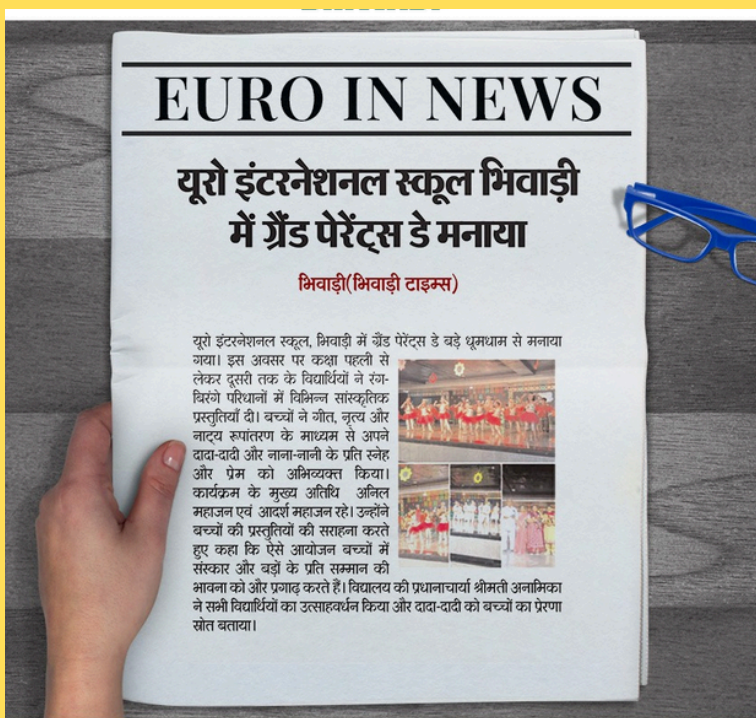 EURO IN NEWS
यूरो इंटरनेशनल स्कूल भिवाड़ी
में ग्रैंड पेरेंट्स डे मनाया
भिवाड़ी(भिवाड़ी टाइम्स)
यूरो इंटरनेशनल स्कूल, भिवाड़ी में ग्रैंड पेरेंट्स डे बड़े धूमधाम से मनाया
गया। इस अवसर पर कक्षा पहली से
लेकर दूसरी तक के विद्यार्थियों ने रंग-
बिरंगे परिधानों में विभिन्न सांस्कृतिक
प्रस्तुतियाँ दी। बच्चों ने गीत, नृत्य और
नाट्य रूपांतरण के माध्यम से अपने
दादा-दादी और नाना-नानी के प्रति स्नेह
और प्रेम को अभिव्यक्त किया।
कार्यक्रम के मुख्य अतिथि अनिल
महाजन एवं आदर्श महाजन रहे। उन्होंने
बच्चों की प्रस्तुतियों की सराहना करते
हुए कहा कि ऐसे आयोजन बच्चों में
संस्कार और बड़ों के प्रति सम्मान की
भावना को और प्रगाढ़ करते हैं। विद्यालय की प्रधानाचार्या श्रीमती अनामिका
ने सभी विद्यार्थियों का उत्साहवर्धन किया और दादा-दादी को बच्चों का प्रेरणा
स्रोत बताया।